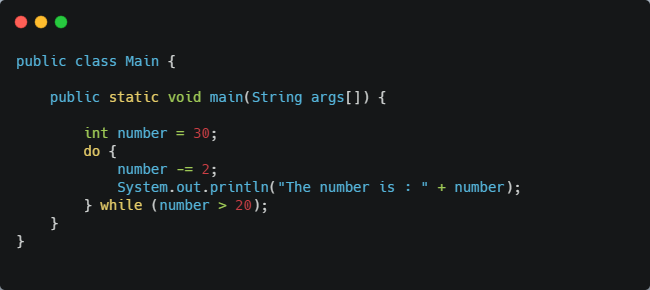 public class Main {
    public static void main(String args[]) {
        int number = 30;
        do {
            number -= 2;
            System.out.println("The number is : " + number);
        } while (number > 20);
    }
}